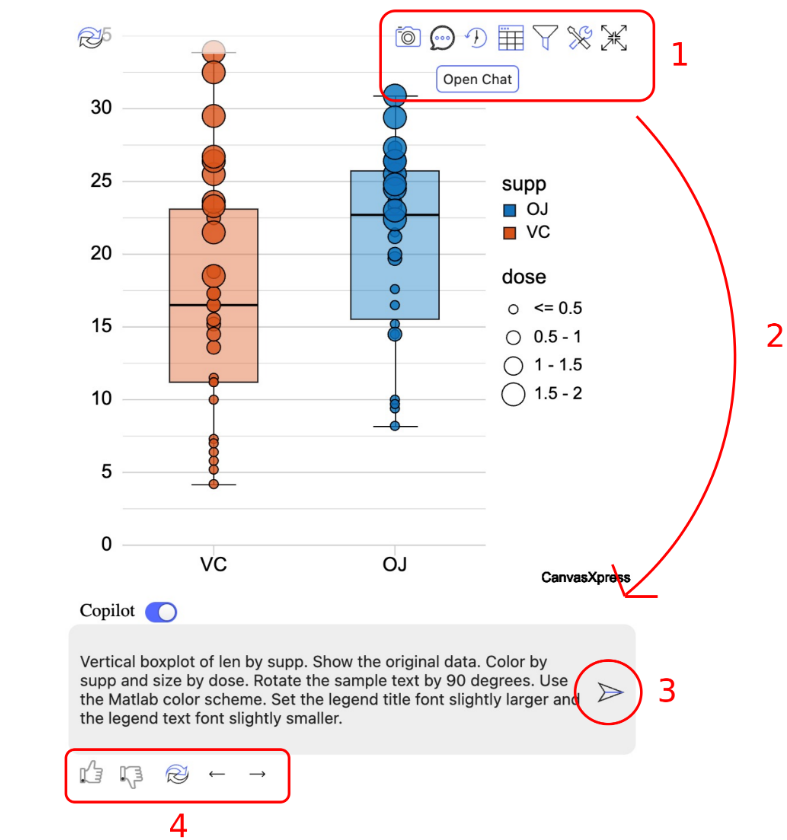 35
1
Open Chat
30
25
20
15
10
5
0
supp
OJ
VC
dose
<= 0.5
0.5 - 1
1 - 1.5
1.5 - 2
2
VC
OJ
CanvasXpress
Copilot
Vertical boxplot of len by supp. Show the original data. Color by
supp and size by dose. Rotate the sample text by 90 degrees. Use
the Matlab color scheme. Set the legend title font slightly larger and
the legend text font slightly smaller.
3
4